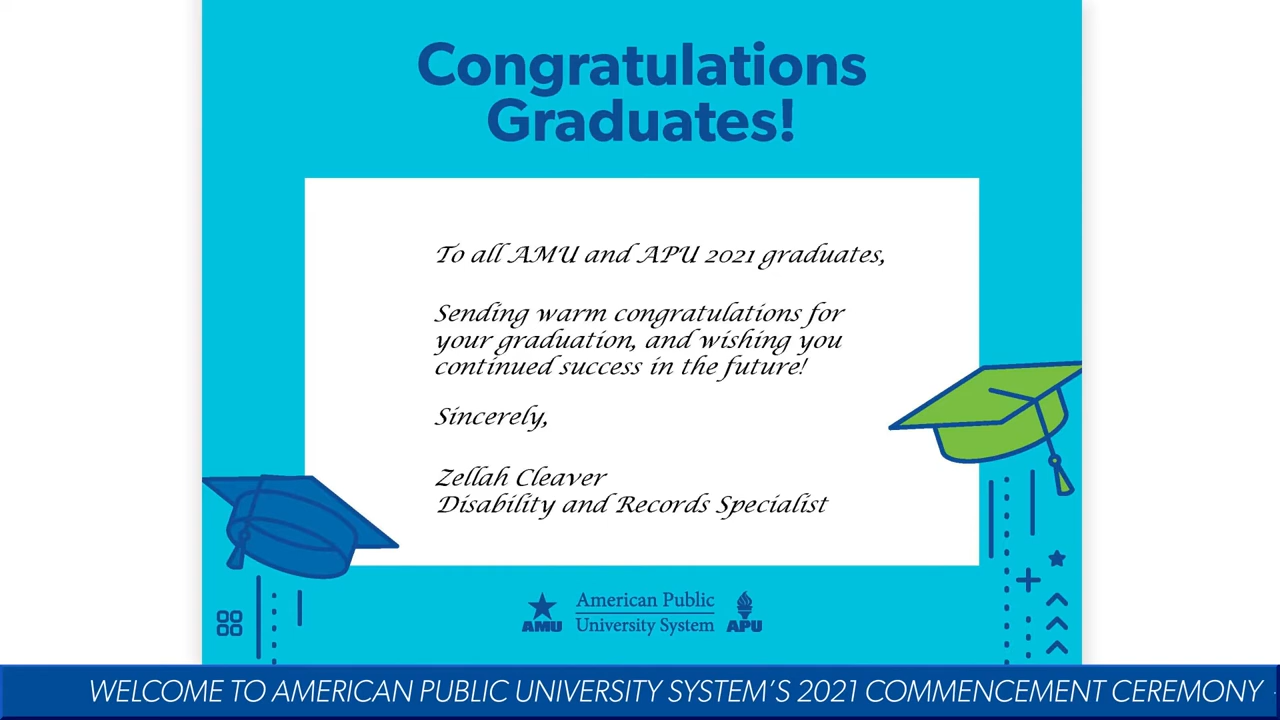 Congratulations
Graduates!
To all AMU and APU 2021 graduates,
Sending warm congratulations for
your graduation, and wishing you
continued success in the future!
Sincerely,
Zellah Cleaver
Disability and Records Specialist
AMU
American Public
University System
APU
WELCOME TO AMERICAN PUBLIC UNIVERSITY SYSTEM’S 2021 COMMENCEMENT CEREMONY